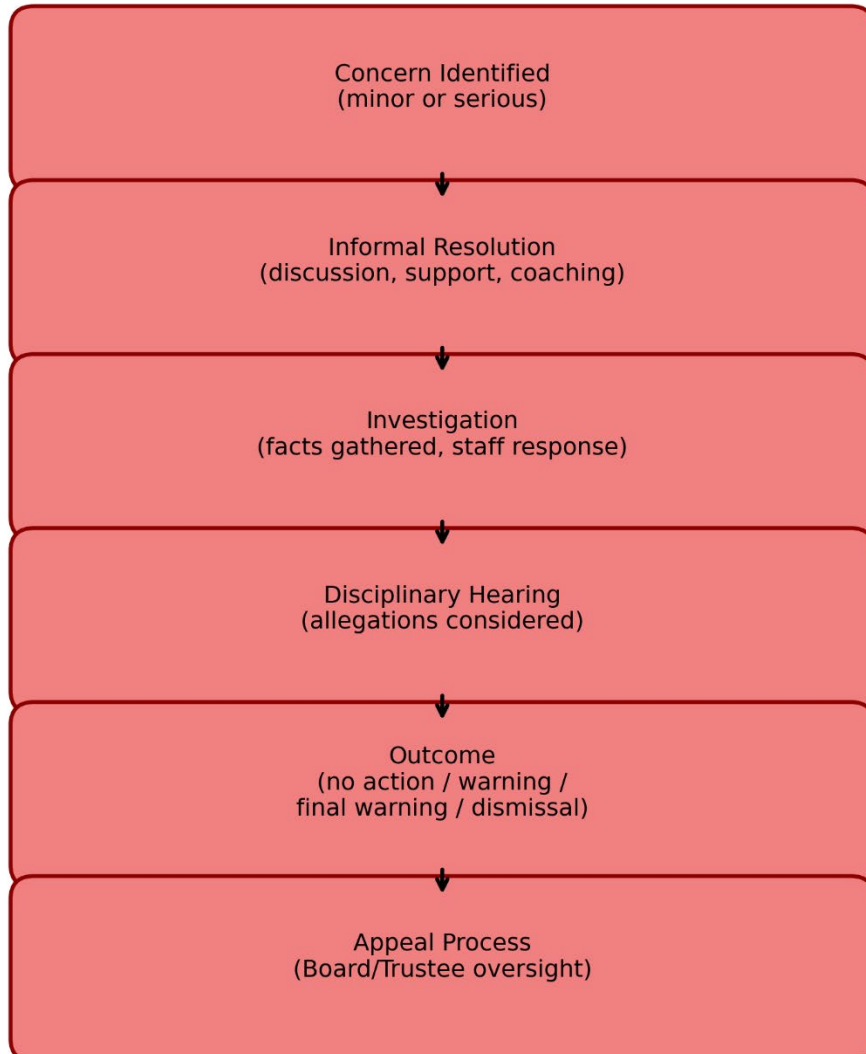 Concern Identified
(minor or serious)
Informal Resolution
(discussion, support, coaching)
Investigation
(facts gathered, staff response)
Disciplinary Hearing
(allegations considered)
Outcome
(no action / warning /
final warning / dismissal)
Appeal Process
(Board/Trustee oversight)